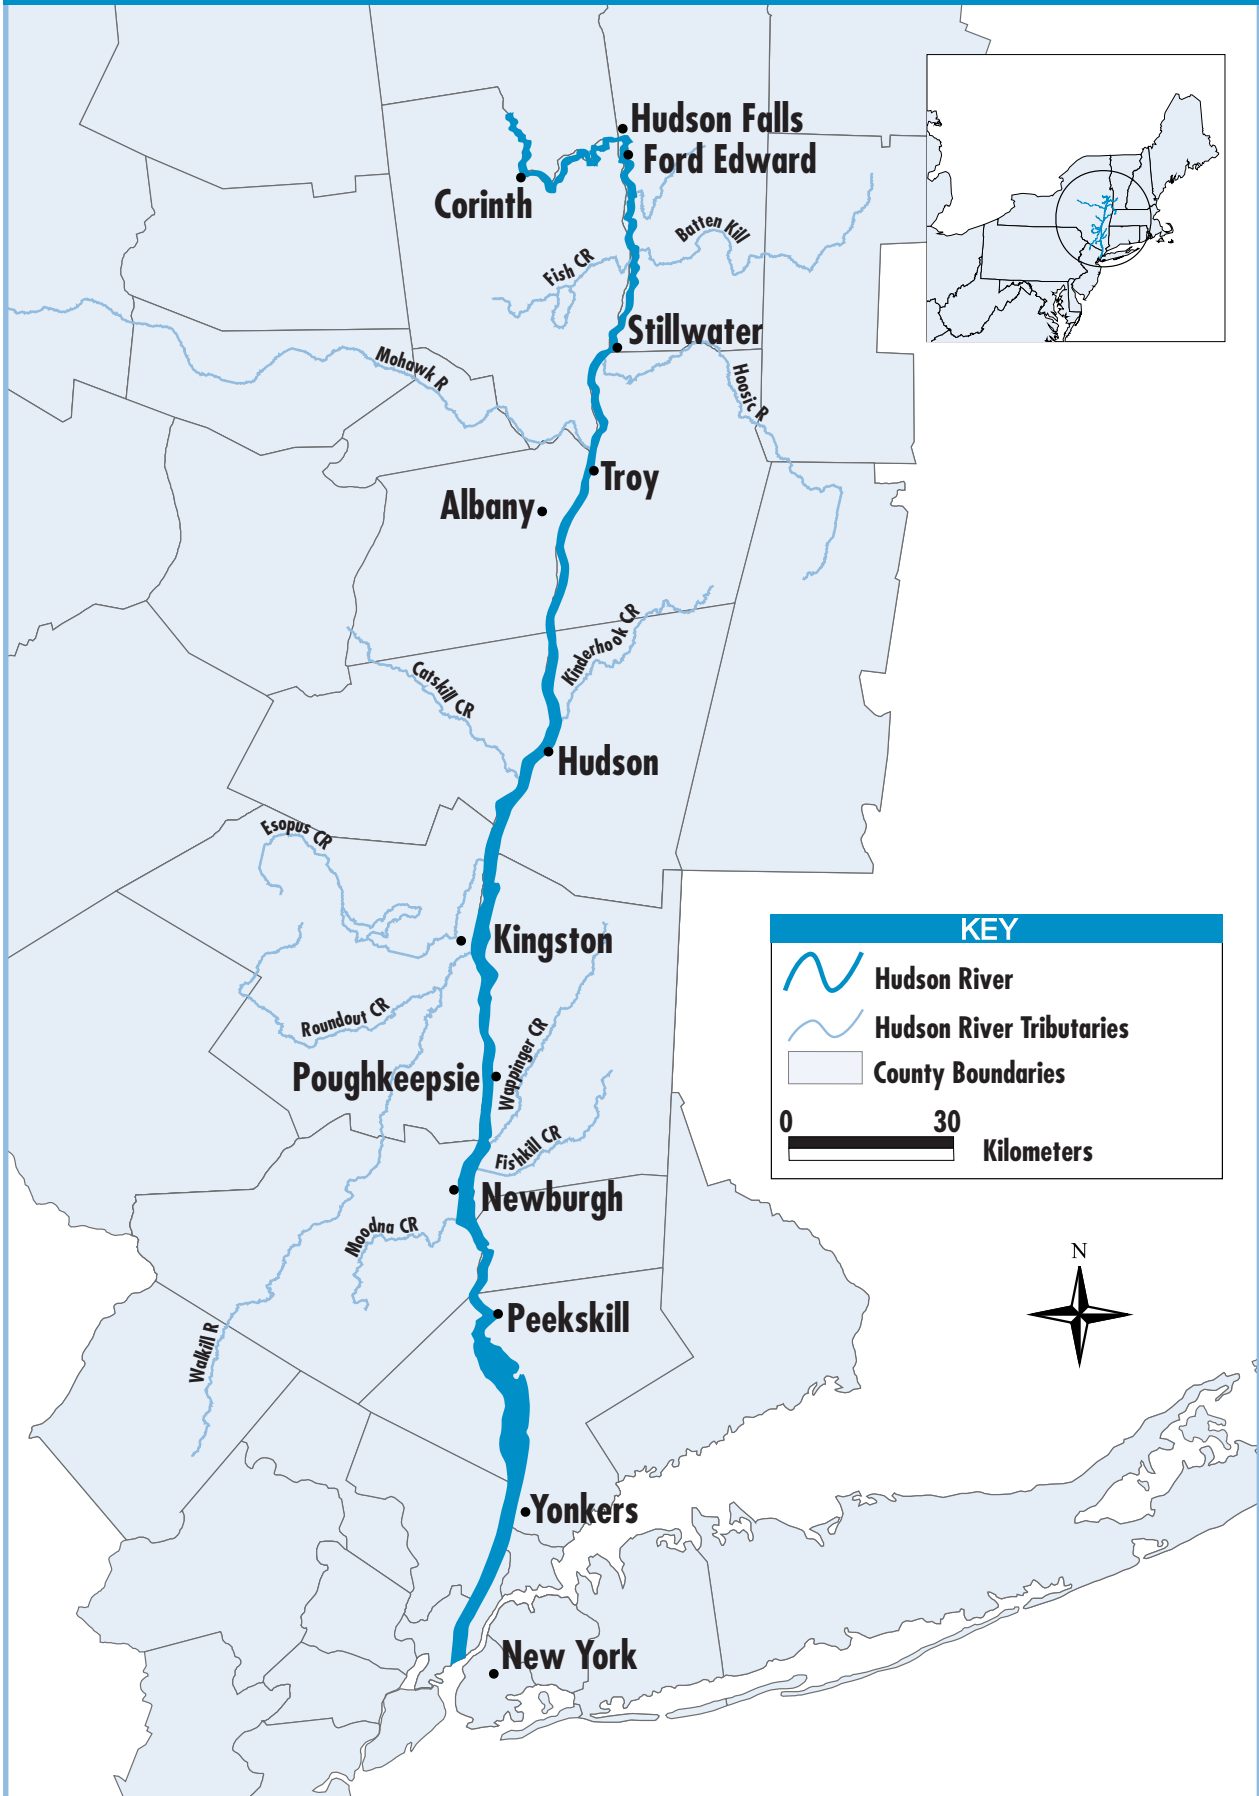 Hudson Falls
Ford Edward
Corinth
Batten Kill
Fish CR
Stillwater
Mohawk R
Hoosic R
Troy
Albany
Kinderhook CR
Catskill CR
Hudson
Esopus CR
KEY
Kingston
Hudson River
Roundout CR
Hudson River Tributaries
Wappinger CR
Poughkeepsie
County Boundaries
0 30
Kilometers
Fishkill CR
Newburgh
Moodna CR
N
Peekskill
Walkill R
Yonkers
New York